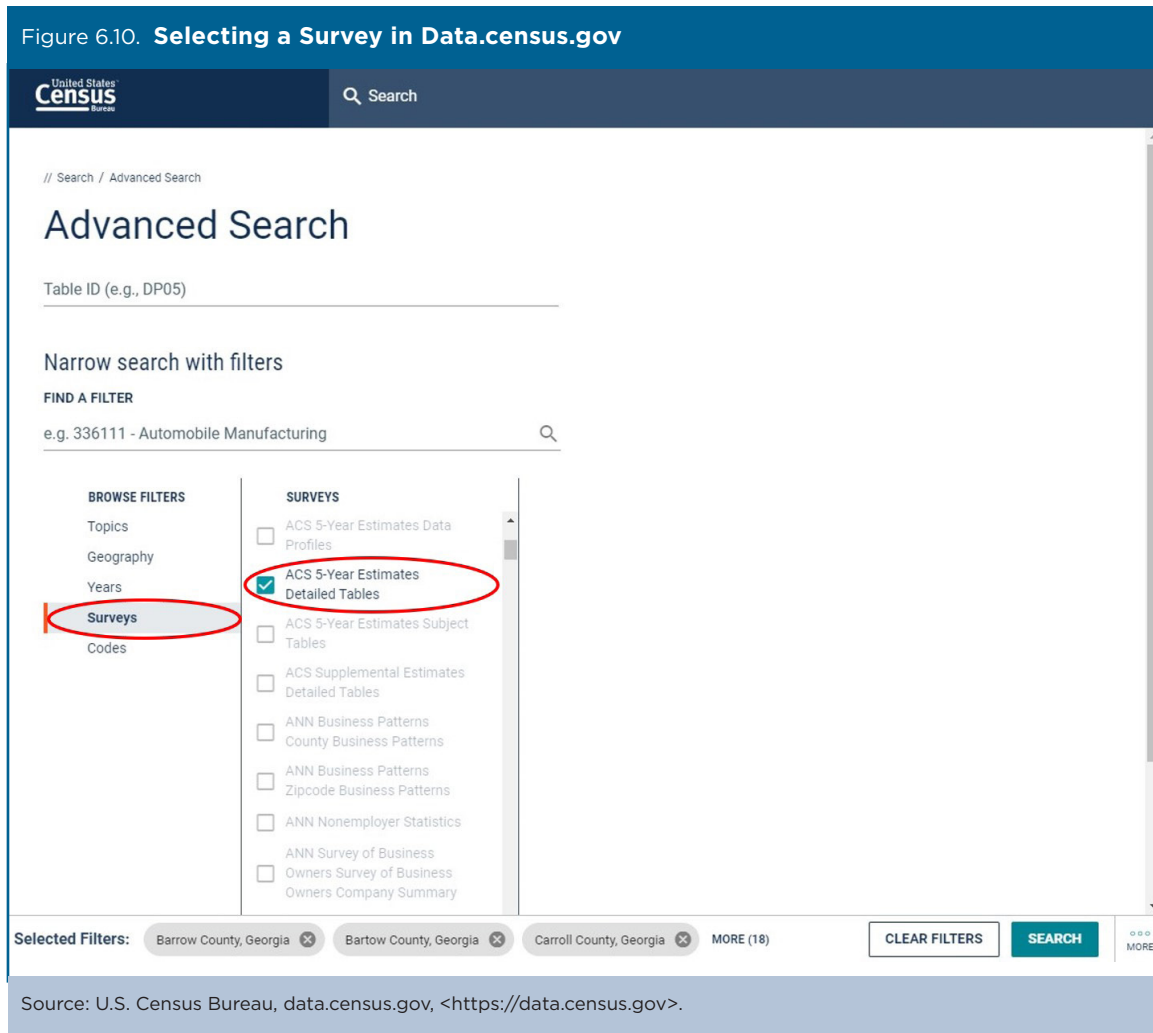 Figure 6.10. Selecting a Survey in Data.census.gov
United States™
Census
Bureau
Search
// Search / Advanced Search
Advanced Search
Table ID (e.g., DP05)
Narrow search with filters
FIND A FILTER
e.g. 336111 - Automobile Manufacturing
BROWSE FILTERS
Topics
Geography
Years
Surveys
Codes
SURVEYS
ACS 5-Year Estimates Data
Profiles
ACS 5-Year Estimates
Detailed Tables
ACS 5-Year Estimates Subject
Tables
ACS Supplemental Estimates
Detailed Tables
ANN Business Patterns
County Business Patterns
ANN Business Patterns
Zipcode Business Patterns
ANN Nonemployer Statistics
ANN Survey of Business
Owners Survey of Business
Owners Company Summary
Selected Filters: Barrow County, Georgia Bartow County, Georgia Carroll County, Georgia MORE (18) CLEAR FILTERS SEARCH MORE
Source: U.S. Census Bureau, data.census.gov, <https://data.census.gov>.